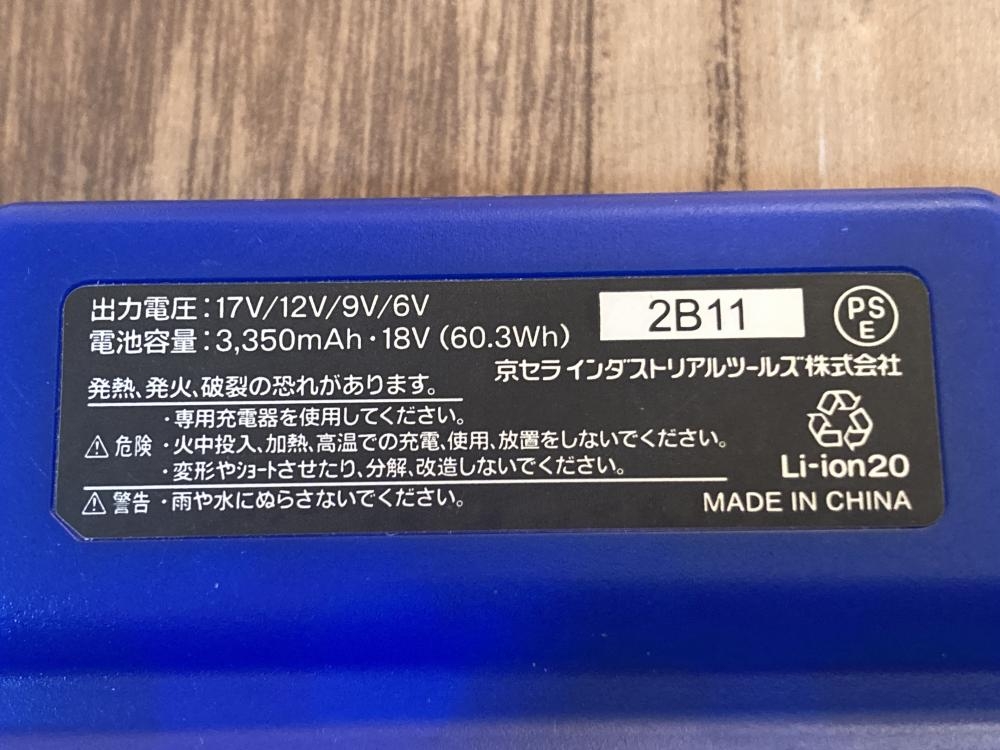 出力電圧:17V/12V/9V/6V
電池容量:3,350mAh・18V (60.3Wh)
2B11
PS
E
京セラ インダストリアルツールズ株式会社
発熱、発火、破裂の恐れがあります。
・専用充電器を使用してください。
危険 ・火中投入、加熱、高温での充電、使用、放置をしないでください。
・変形やショートさせたり、分解、改造しないでください。
警告 ・雨や水にぬらさないでください。
Li-ion20
MADE IN CHINA